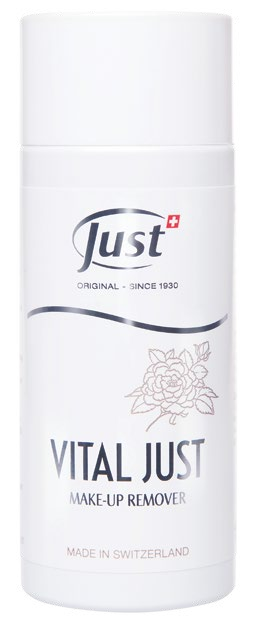 Just
ORIGINAL - SINCE 1930
VITAL JUST
MAKE-UP REMOVER
MADE IN SWITZERLAND